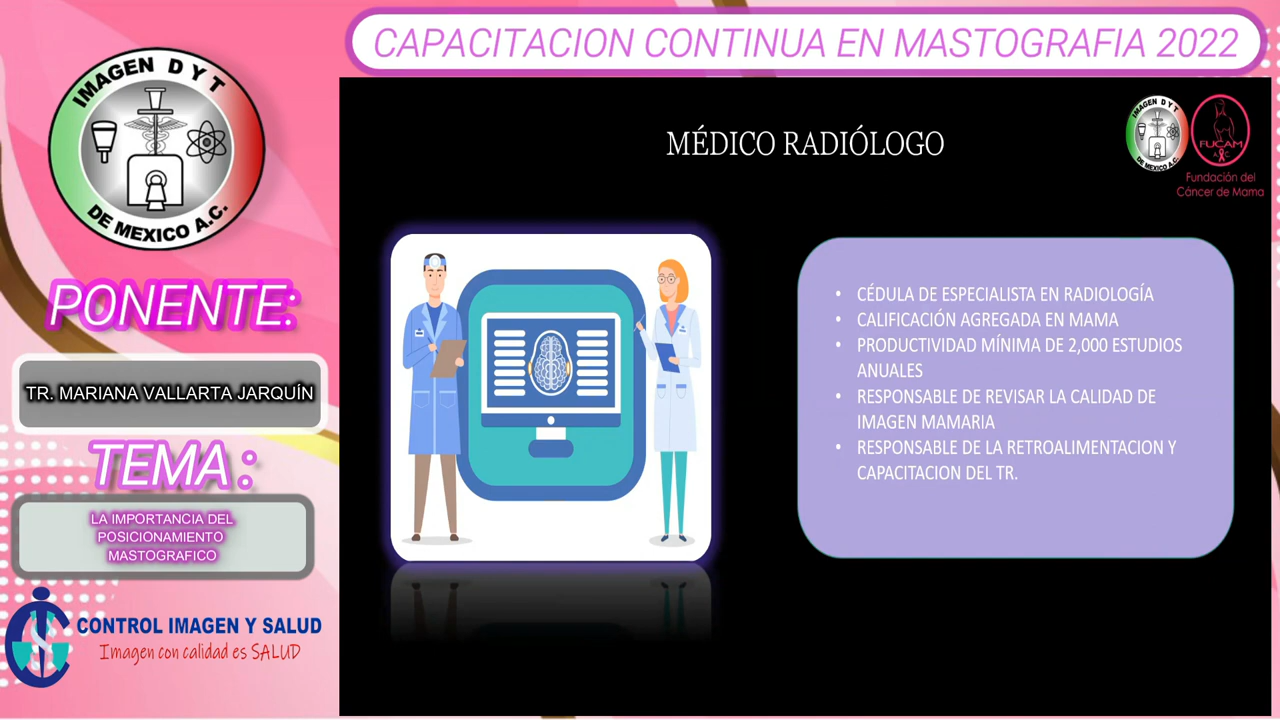 CAPACITACION CONTINUA EN MASTOGRAFIA 2022
IMAGEN D Y T
DE MEXICO A.C.
PONENTE:
TR. MARIANA VALLARTA JARQUÍN
TEMA :
LA IMPORTANCIA DEL
POSICIONAMIENTO
MASTOGRAFICO
CONTROL IMAGEN Y SALUD
Imagen con calidad es SALUD
MÉDICO RADIÓLOGO
IMAGEN D Y T
DE MEXICO A.C.
FUCAM
A C
Fundación del
Cáncer de Mama
• CÉDULA DE ESPECIALISTA EN RADIOLOGÍA
• CALIFICACIÓN AGREGADA EN MAMA
• PRODUCTIVIDAD MÍNIMA DE 2,000 ESTUDIOS
ANUALES
• RESPONSABLE DE REVISAR LA CALIDAD DE
IMAGEN MAMARIA
• RESPONSABLE DE LA RETROALIMENTACION Y
CAPACITACION DEL TR.